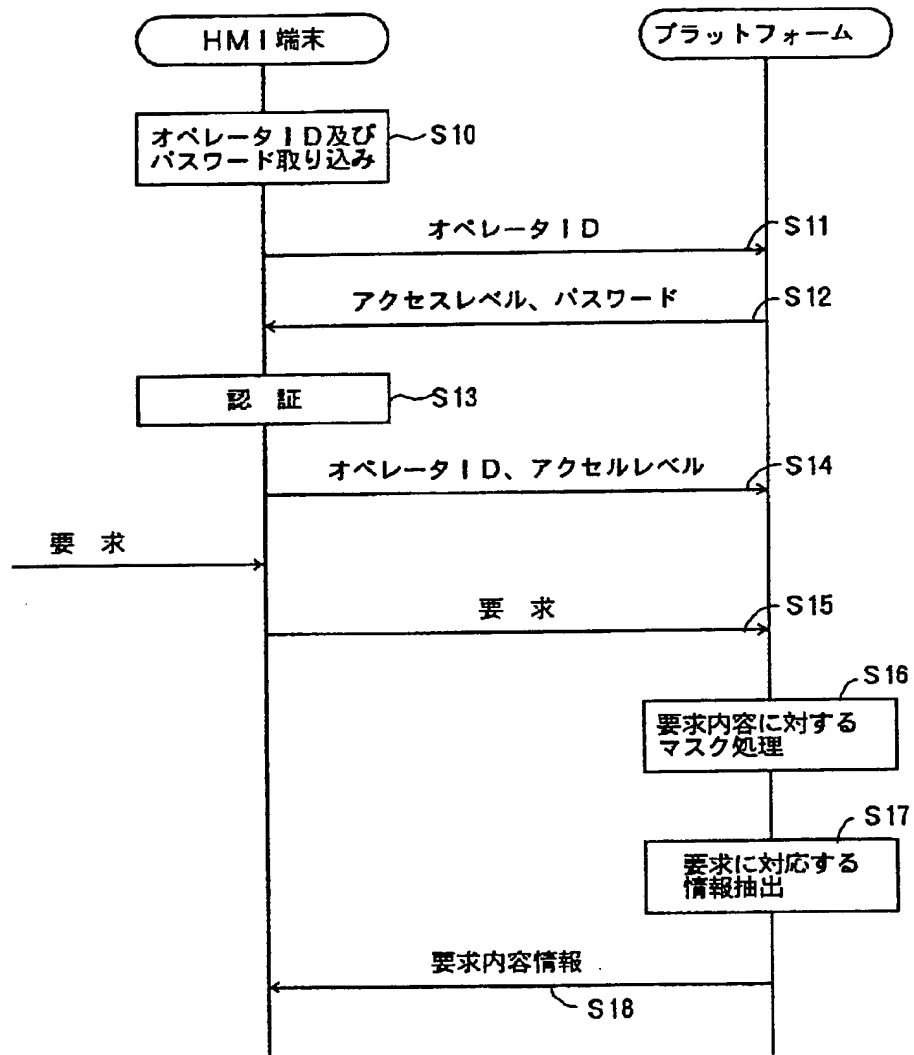 HMI端末
プラットフォーム
オペレータID及び
パスワード取り込み
S10
オペレータID
S11
アクセスレベル、パスワード
S12
認 証
S13
オペレータID、アクセルレベル
S14
要 求
要 求
S15
S16
要求内容に対する
マスク処理
S17
要求に対応する
情報抽出
要求内容情報
S18